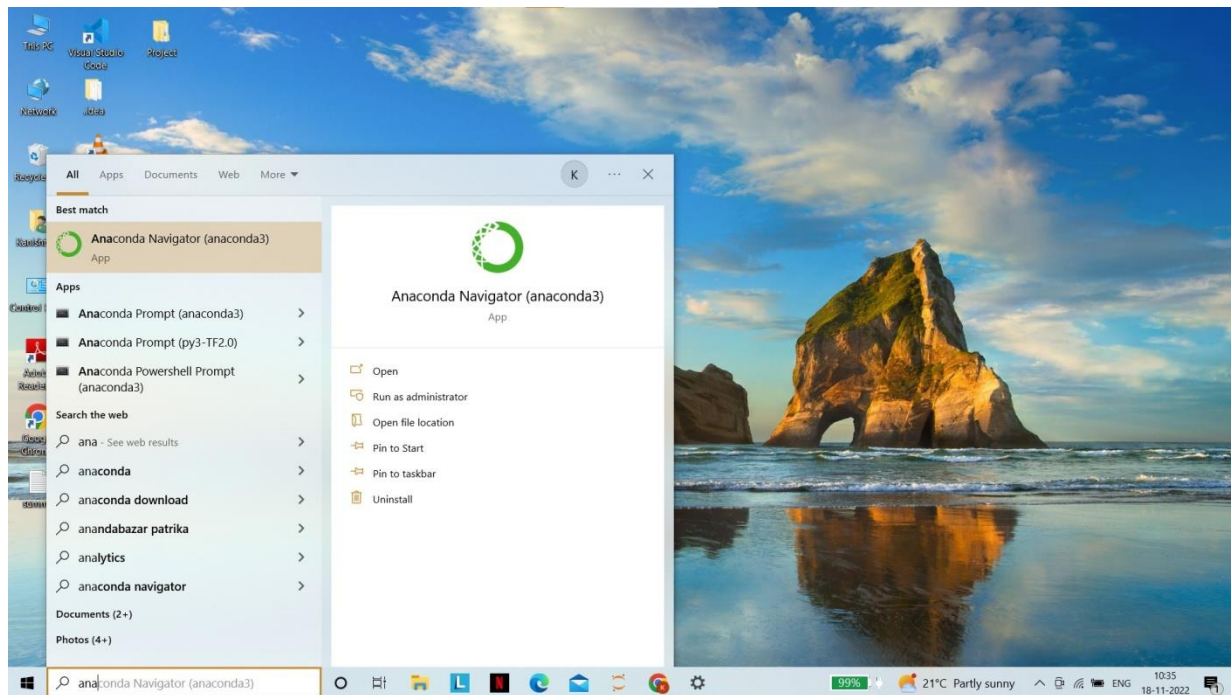 This PC
Visual Studio
Code
Project
Network
.idea
All Apps Documents Web More
K
Best match
Anaconda Navigator (anaconda3)
App
Apps
Anaconda Prompt (anaconda3)
Anaconda Prompt (py3-TF2.0)
Anaconda Powershell Prompt
(anaconda3)
Search the web
ana - See web results
anaconda
anaconda download
anandabazar patrika
analytics
anaconda navigator
Documents (2+)
Photos (4+)
Anaconda Navigator (anaconda3)
App
Open
Run as administrator
Open file location
Pin to Start
Pin to taskbar
Uninstall
anaconda Navigator (anaconda3)
L
N
99%
21°C Partly sunny
ENG
10:35
18-11-2022